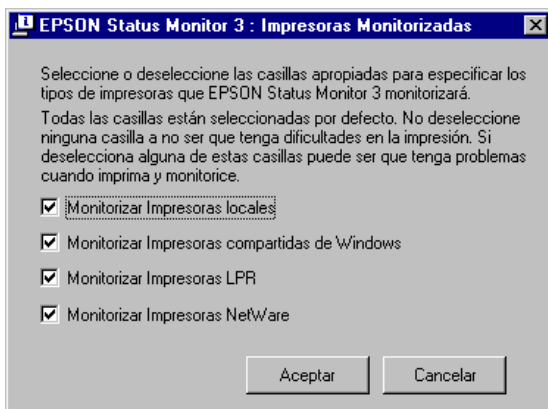 EPSON Status Monitor 3 : Impresoras Monitorizadas
Seleccione o deseleccione las casillas apropiadas para especificar los
tipos de impresoras que EPSON Status Monitor 3 monitorizará.
Todas las casillas están seleccionadas por defecto. No deseleccione
ninguna casilla a no ser que tenga dificultades en la impresión. Si
deselecciona alguna de estas casillas puede ser que tenga problemas
cuando imprima y monitorice.
Monitorizar Impresoras locales
Monitorizar Impresoras compartidas de Windows
Monitorizar Impresoras LPR
Monitorizar Impresoras NetWare
Aceptar Cancelar